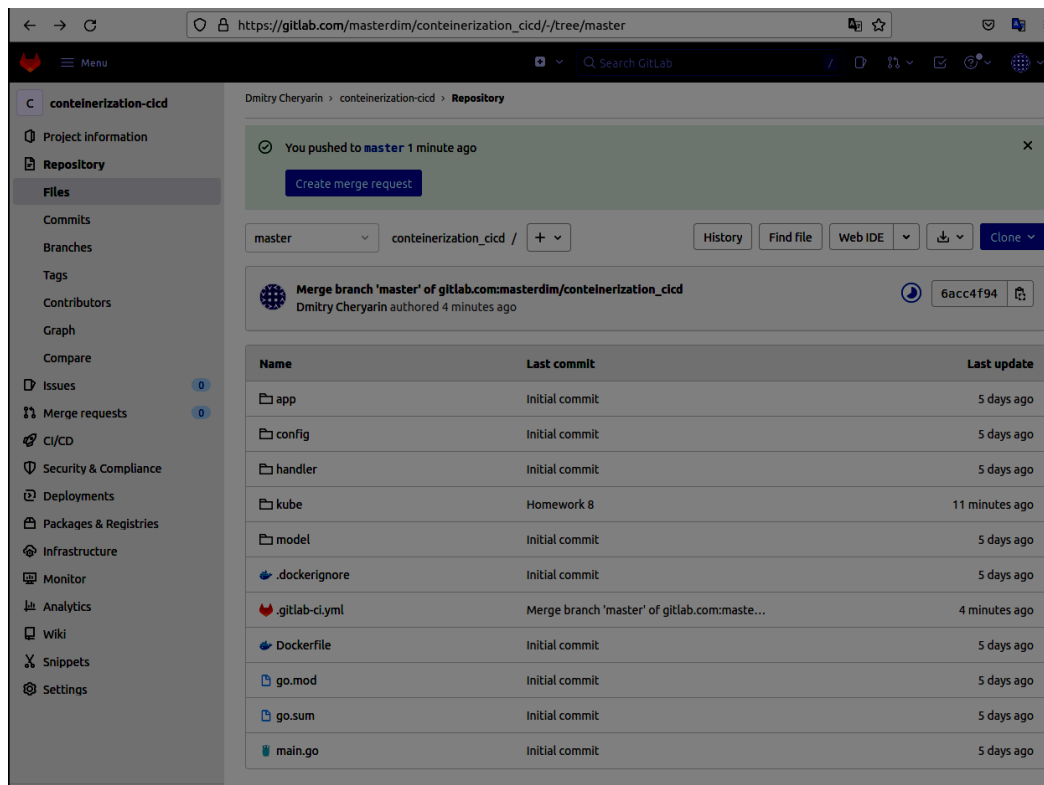 https://gitlab.com/masterdim/conteinerization_cicd/-/tree/master
Menu
Search GitLab
/
C conteinerization-cicd
Project information
Repository
Files
Commits
Branches
Tags
Contributors
Graph
Compare
Issues 0
Merge requests 0
CI/CD
Security & Compliance
Deployments
Packages & Registries
Infrastructure
Monitor
Analytics
Wiki
Snippets
Settings
Dmitry Cheryarin › conteinerization-cicd › Repository
You pushed to master 1 minute ago
Create merge request
master conteinerization_cicd / + History Find file Web IDE Clone
Merge branch 'master' of gitlab.com:masterdim/conteinerization_cicd
Dmitry Cheryarin authored 4 minutes ago
6acc4f94
Name Last commit Last update
app Initial commit 5 days ago
config Initial commit 5 days ago
handler Initial commit 5 days ago
kube Homework 8 11 minutes ago
model Initial commit 5 days ago
.dockerignore Initial commit 5 days ago
.gitlab-ci.yml Merge branch 'master' of gitlab.com:maste... 4 minutes ago
Dockerfile Initial commit 5 days ago
go.mod Initial commit 5 days ago
go.sum Initial commit 5 days ago
main.go Initial commit 5 days ago